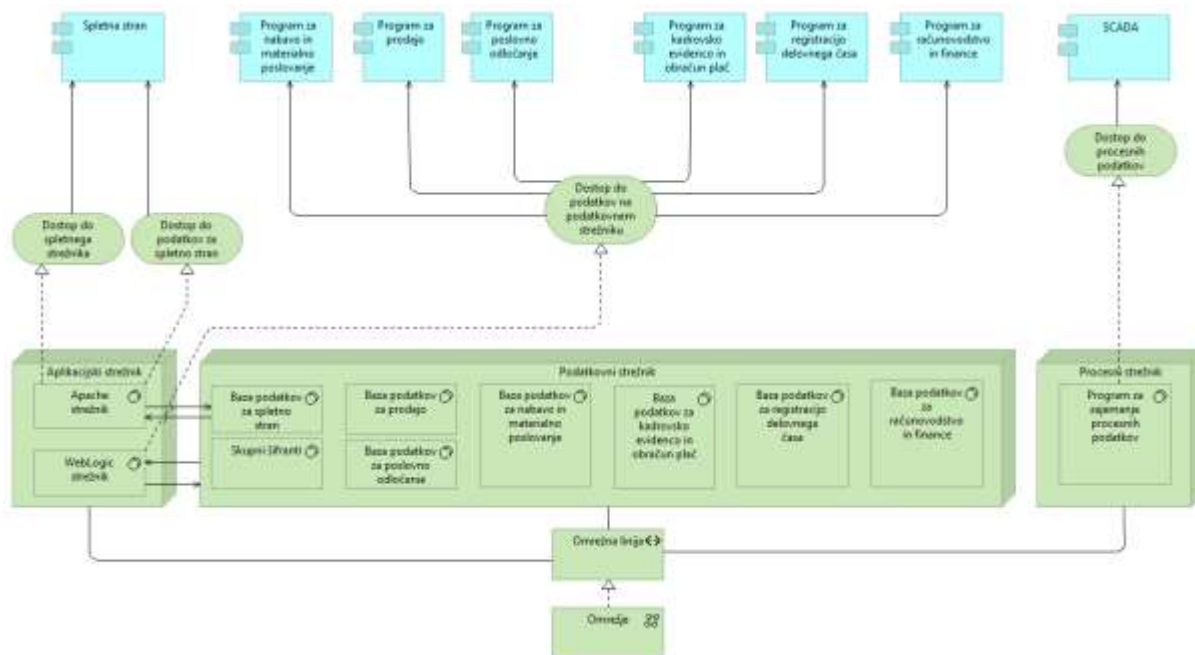 Spletna stran
Program za
nabavo in
materialno
poslovanje
Program za
prodajo
Program za
poslovno
odločanje
Program za
kadrovsko
evidenco in
obračun plač
Program za
registracijo
delovnega časa
Program za
računovodstvo
in finance
SCADA
Dostop do
procesnih
podatkov
Dostop do
podatkov na
podatkovnem
strežniku
Dostop do
spletnega
strežnika
Dostop do
podatkov za
spletno stran
Aplikacijski strežnik
Apache
strežnik
WebLogic
strežnik
Podatkovni strežnik
Baza podatkov
za spletno
stran
Baza podatkov
za prodajo
Baza podatkov
za nabavo in
materialno
poslovanje
Baza
podatkov za
kadrovsko
evidenco in
obračun plač
Baza podatkov
za registracijo
delovnega
časa
Baza podatkov
za
računovodstvo
in finance
Skupni šifranti
Baza podatkov
za poslovno
odločanje
Procesni strežnik
Program za
zajemanje
procesnih
podatkov
Omrežna linija
Omrežje